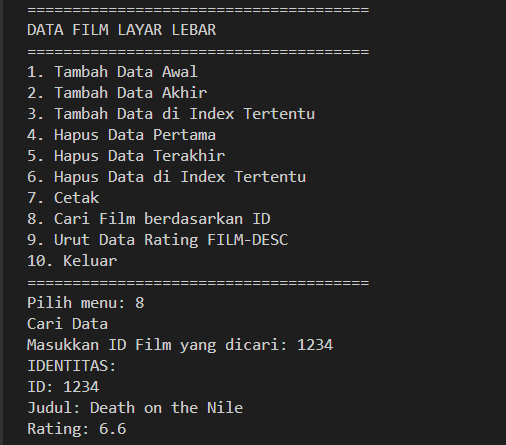 ======================================
DATA FILM LAYAR LEBAR
======================================
1. Tambah Data Awal
2. Tambah Data Akhir
3. Tambah Data di Index Tertentu
4. Hapus Data Pertama
5. Hapus Data Terakhir
6. Hapus Data di Index Tertentu
7. Cetak
8. Cari Film berdasarkan ID
9. Urut Data Rating FILM-DESC
10. Keluar
======================================
Pilih menu: 8
Cari Data
Masukkan ID Film yang dicari: 1234
IDENTITAS:
ID: 1234
Judul: Death on the Nile
Rating: 6.6